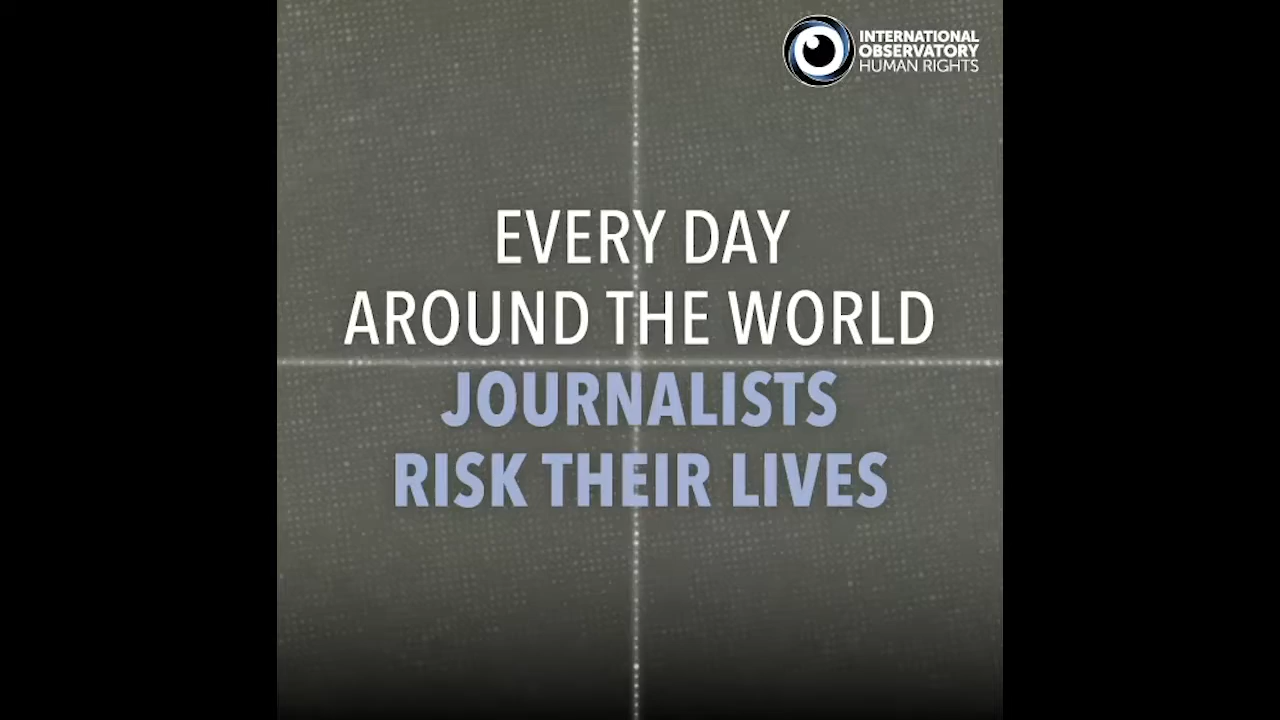 INTERNATIONAL
OBSERVATORY
HUMAN RIGHTS
EVERY DAY
AROUND THE WORLD
JOURNALISTS
RISK THEIR LIVES